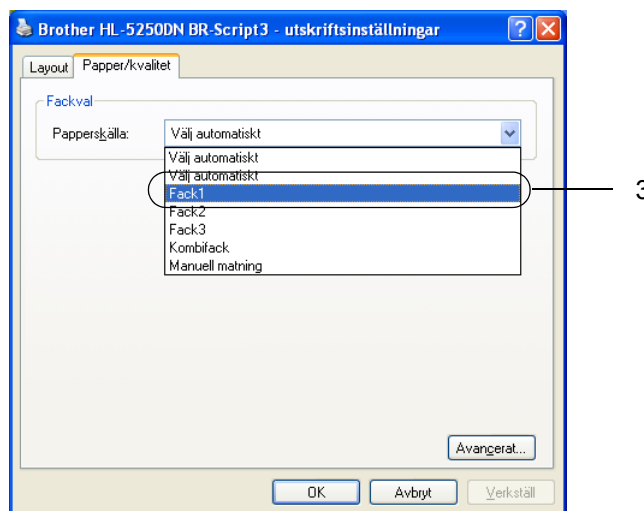 Brother HL-5250DN BR-Script3 - utskriftsinställningar
Layout Papper/kvalitet
Fackval
Papperskälla: Välj automatiskt
Välj automatiskt
Välj automatiskt
Fack1 3
Fack2
Fack3
Kombifack
Manuell matning
Avancerat...
OK Avbryt Verkställ